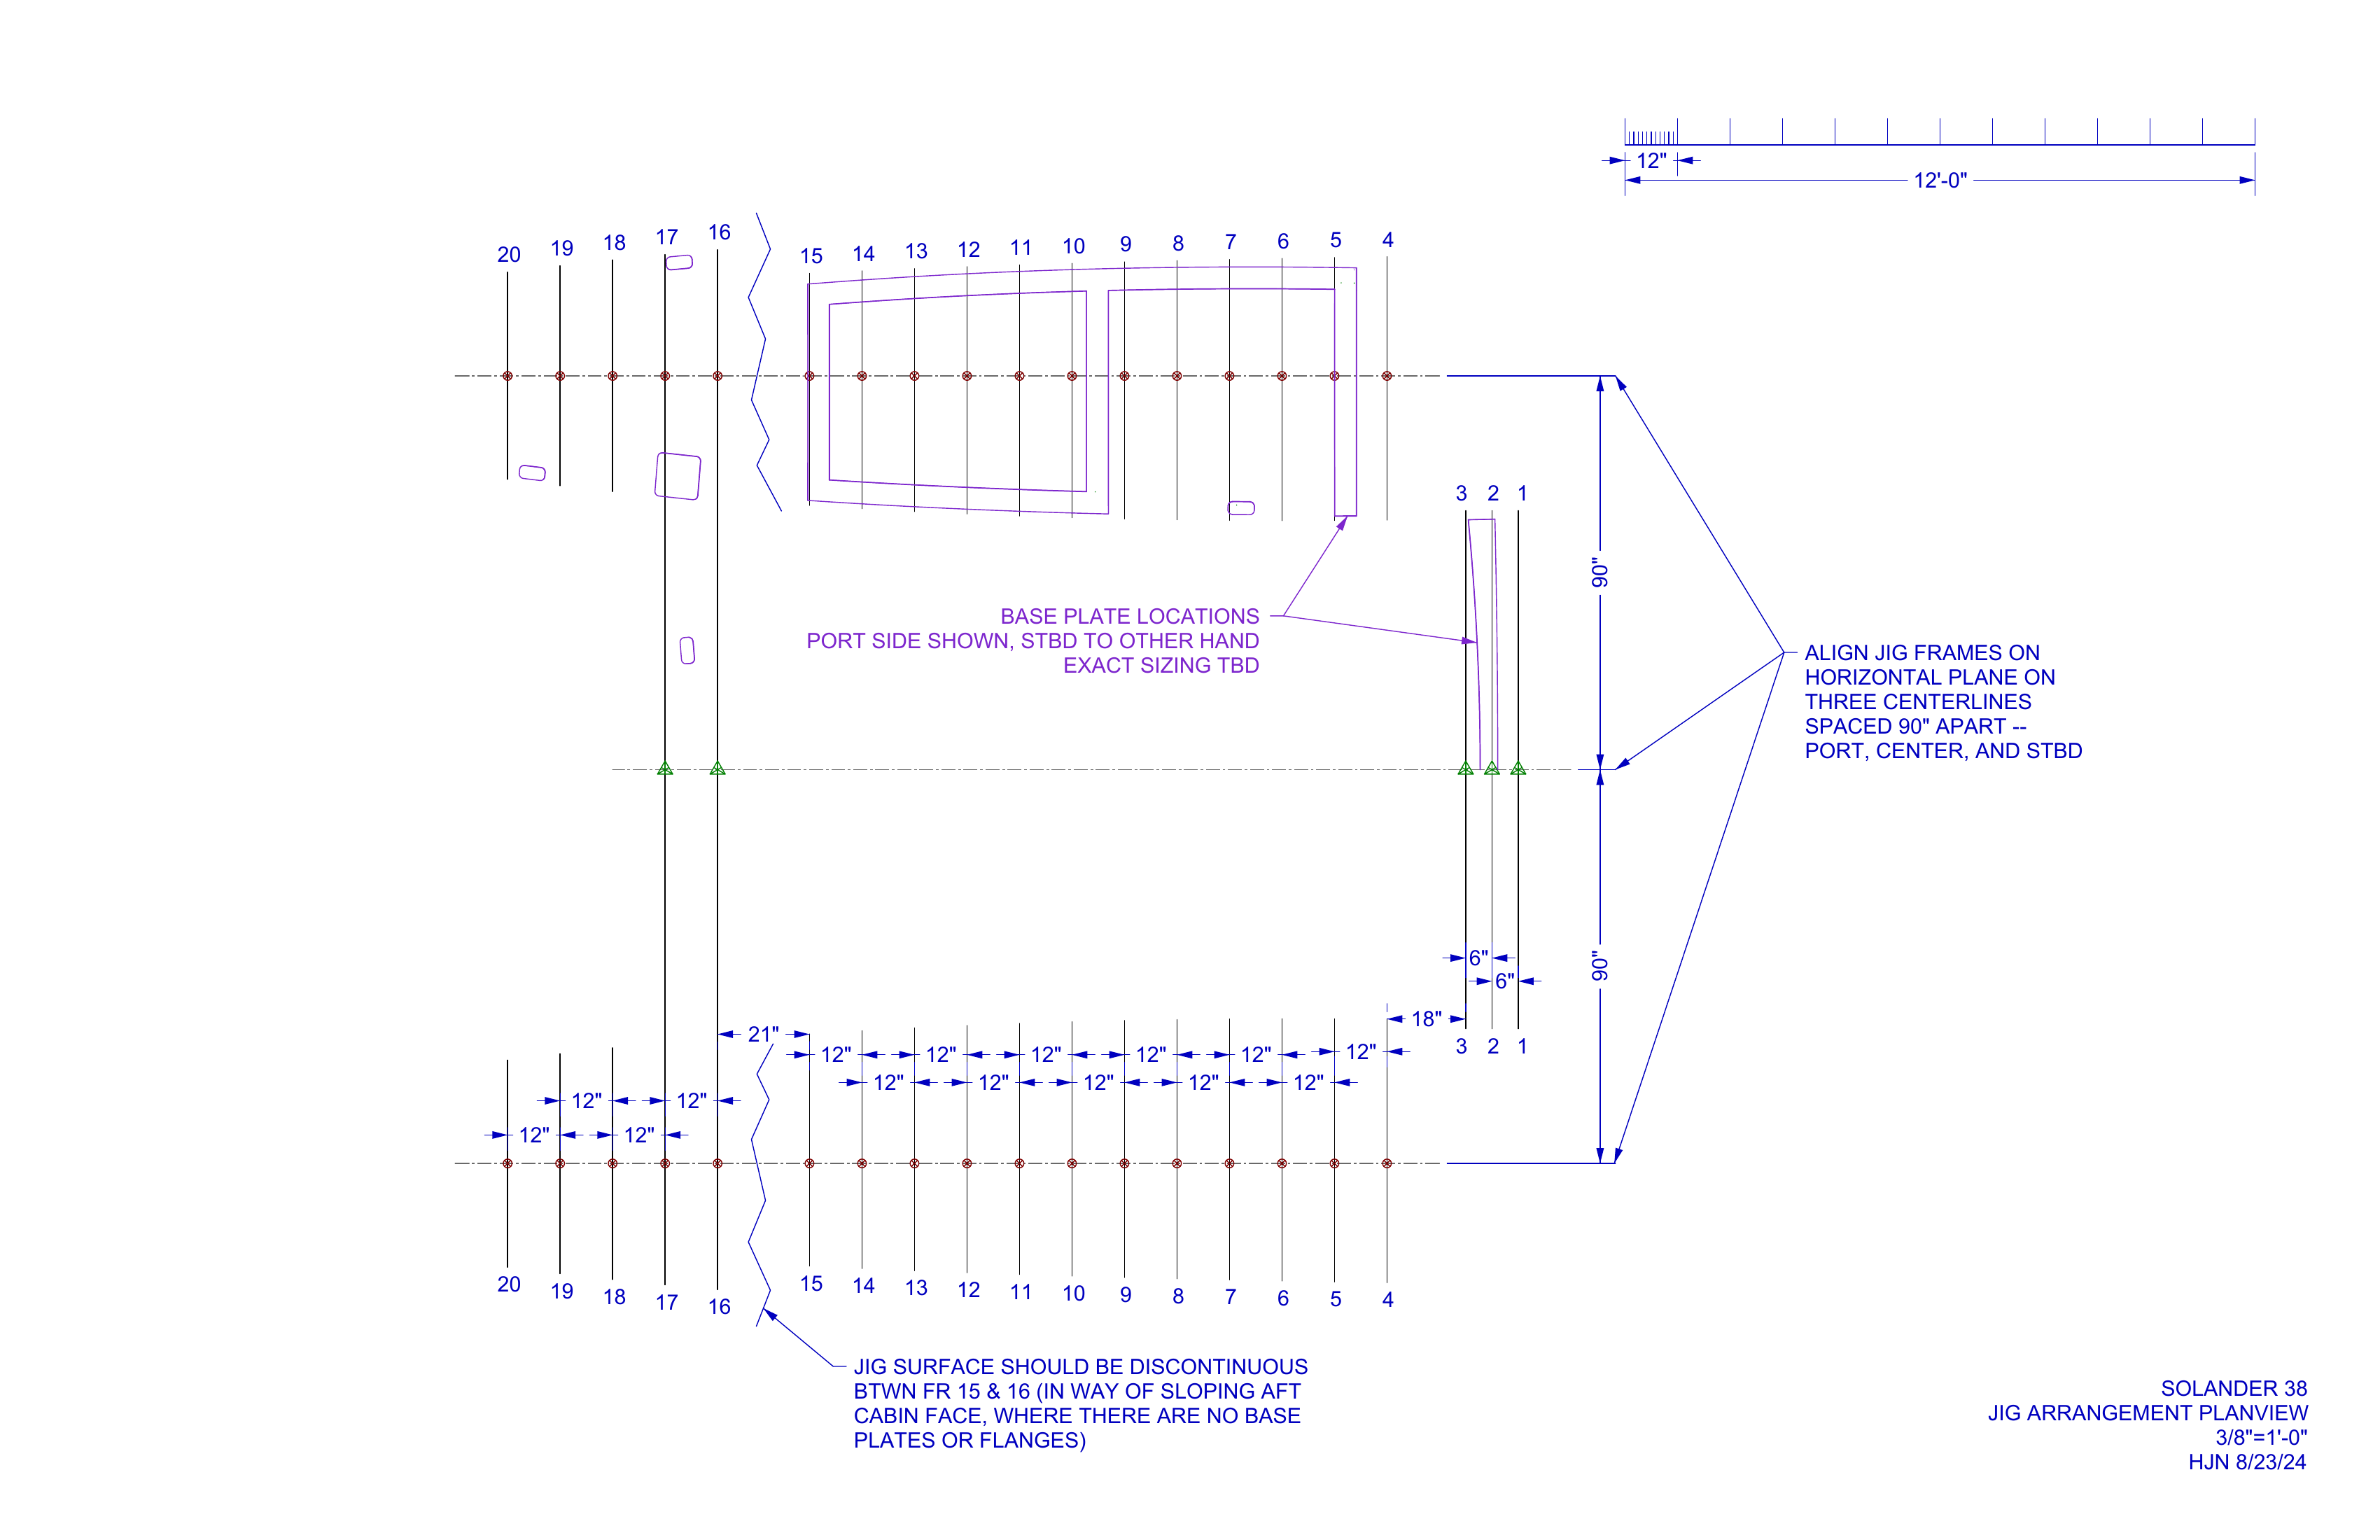 12"
12'-0"
20 19 18 17 16 15 14 13 12 11 10 9 8 7 6 5 4
3 2 1
90"
BASE PLATE LOCATIONS
PORT SIDE SHOWN, STBD TO OTHER HAND
EXACT SIZING TBD
ALIGN JIG FRAMES ON
HORIZONTAL PLANE ON
THREE CENTERLINES
SPACED 90" APART --
PORT, CENTER, AND STBD
90"
6"
6"
18"
21"
3 2 1
12" 12" 12" 12" 12" 12"
12" 12" 12" 12" 12"
12" 12"
12" 12"
20 19 18 17 16 15 14 13 12 11 10 9 8 7 6 5 4
JIG SURFACE SHOULD BE DISCONTINUOUS
BTWN FR 15 & 16 (IN WAY OF SLOPING AFT
CABIN FACE, WHERE THERE ARE NO BASE
PLATES OR FLANGES)
SOLANDER 38
JIG ARRANGEMENT PLANVIEW
3/8"=1'-0"
HJN 8/23/24